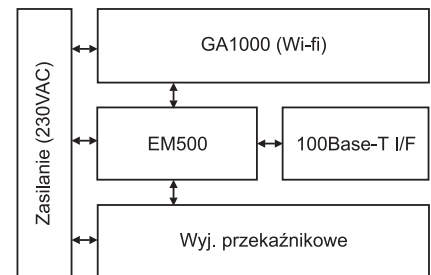 Zasilanie (230VAC)
GA1000 (Wi-fi)
EM500
100Base-T I/F
Wyj. przekaźnikowe